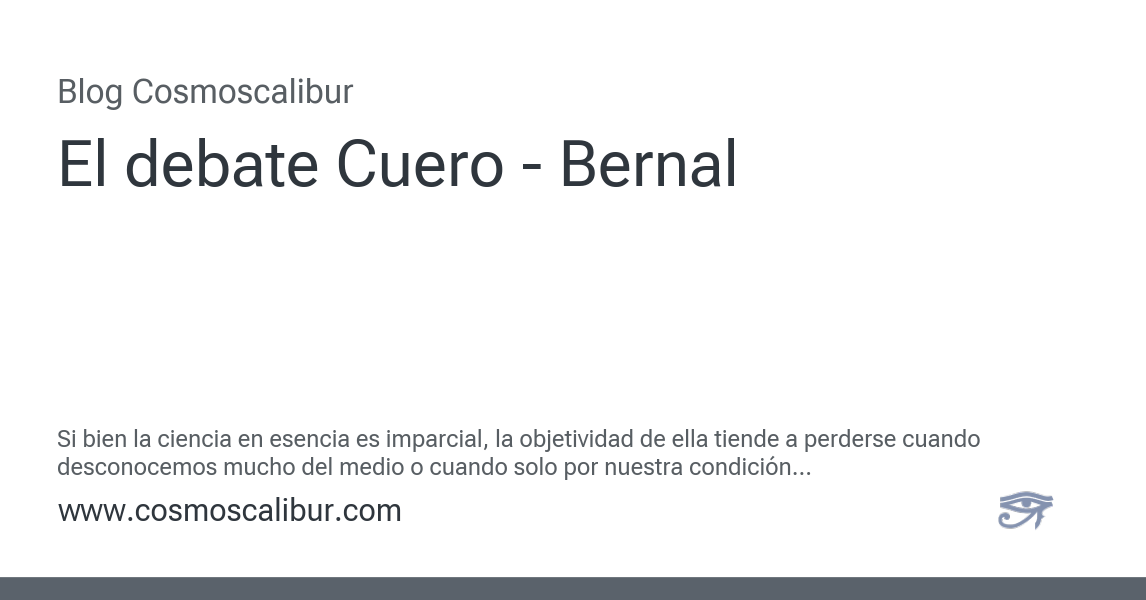 Blog Cosmoscalibur
El debate Cuero - Bernal
Si bien la ciencia en esencia es imparcial, la objetividad de ella tiende a perderse cuando
desconocemos mucho del medio o cuando solo por nuestra condición...
www.cosmoscalibur.com